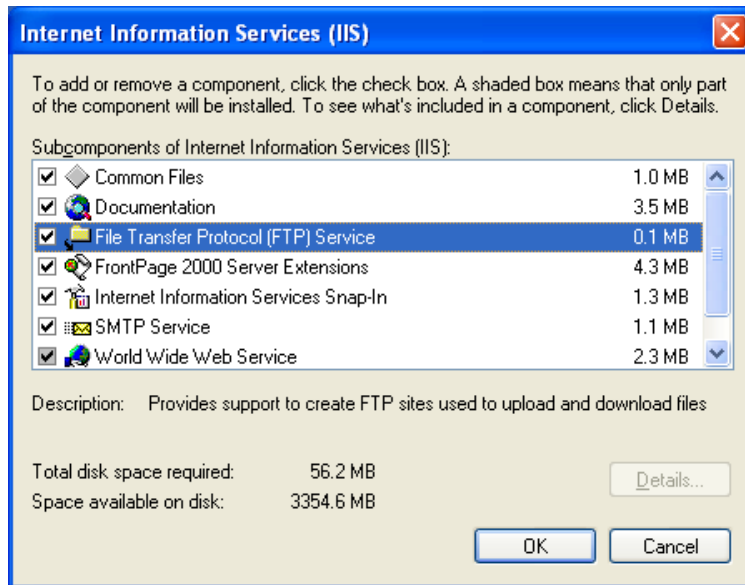 Internet Information Services (IIS)
To add or remove a component, click the check box. A shaded box means that only part
of the component will be installed. To see what's included in a component, click Details.
Subcomponents of Internet Information Services (IIS):
Common Files 1.0 MB
Documentation 3.5 MB
File Transfer Protocol (FTP) Service 0.1 MB
FrontPage 2000 Server Extensions 4.3 MB
Internet Information Services Snap-In 1.3 MB
SMTP Service 1.1 MB
World Wide Web Service 2.3 MB
Description: Provides support to create FTP sites used to upload and download files
Total disk space required: 56.2 MB
Space available on disk: 3354.6 MB
Details...
OK Cancel